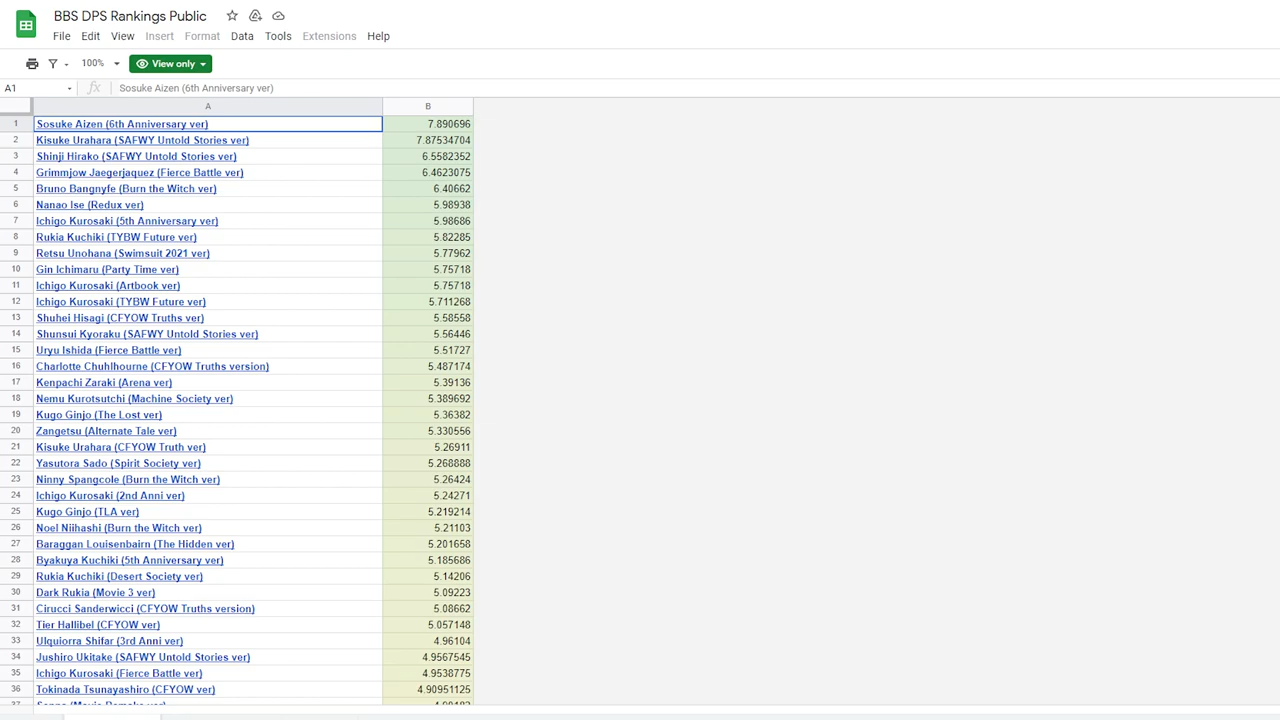 BBS DPS Rankings Public
File Edit View Insert Format Data Tools Extensions Help
100% View only
A1 fx Sosuke Aizen (6th Anniversary ver)
A B
1 Sosuke Aizen (6th Anniversary ver) 7.890696
2 Kisuke Urahara (SAFWY Untold Stories ver) 7.87534704
3 Shinji Hirako (SAFWY Untold Stories ver) 6.5582352
4 Grimmjow Jaegerjaquez (Fierce Battle ver) 6.4623075
5 Bruno Bangnyfe (Burn the Witch ver) 6.40662
6 Nanao Ise (Redux ver) 5.98938
7 Ichigo Kurosaki (5th Anniversary ver) 5.98686
8 Rukia Kuchiki (TYBW Future ver) 5.82285
9 Retsu Unohana (Swimsuit 2021 ver) 5.77962
10 Gin Ichimaru (Party Time ver) 5.75718
11 Ichigo Kurosaki (Artbook ver) 5.75718
12 Ichigo Kurosaki (TYBW Future ver) 5.711268
13 Shuhei Hisagi (CFYOW Truths ver) 5.58558
14 Shunsui Kyoraku (SAFWY Untold Stories ver) 5.56446
15 Uryu Ishida (Fierce Battle ver) 5.51727
16 Charlotte Chuhlhourne (CFYOW Truths version) 5.487174
17 Kenpachi Zaraki (Arena ver) 5.39136
18 Nemu Kurotsutchi (Machine Society ver) 5.389692
19 Kugo Ginjo (The Lost ver) 5.36382
20 Zangetsu (Alternate Tale ver) 5.330556
21 Kisuke Urahara (CFYOW Truth ver) 5.26911
22 Yasutora Sado (Spirit Society ver) 5.268888
23 Ninny Spangcole (Burn the Witch ver) 5.26424
24 Ichigo Kurosaki (2nd Anni ver) 5.24271
25 Kugo Ginjo (TLA ver) 5.219214
26 Noel Niihashi (Burn the Witch ver) 5.21103
27 Baraggan Louisenbairn (The Hidden ver) 5.201658
28 Byakuya Kuchiki (5th Anniversary ver) 5.185686
29 Rukia Kuchiki (Desert Society ver) 5.14206
30 Dark Rukia (Movie 3 ver) 5.09223
31 Cirucci Sanderwicci (CFYOW Truths version) 5.08662
32 Tier Hallibel (CFYOW ver) 5.057148
33 Ulquiorra Shifar (3rd Anni ver) 4.96104
34 Jushiro Ukitake (SAFWY Untold Stories ver) 4.9567545
35 Ichigo Kurosaki (Fierce Battle ver) 4.9538775
36 Tokinada Tsunayashiro (CFYOW ver) 4.90951125